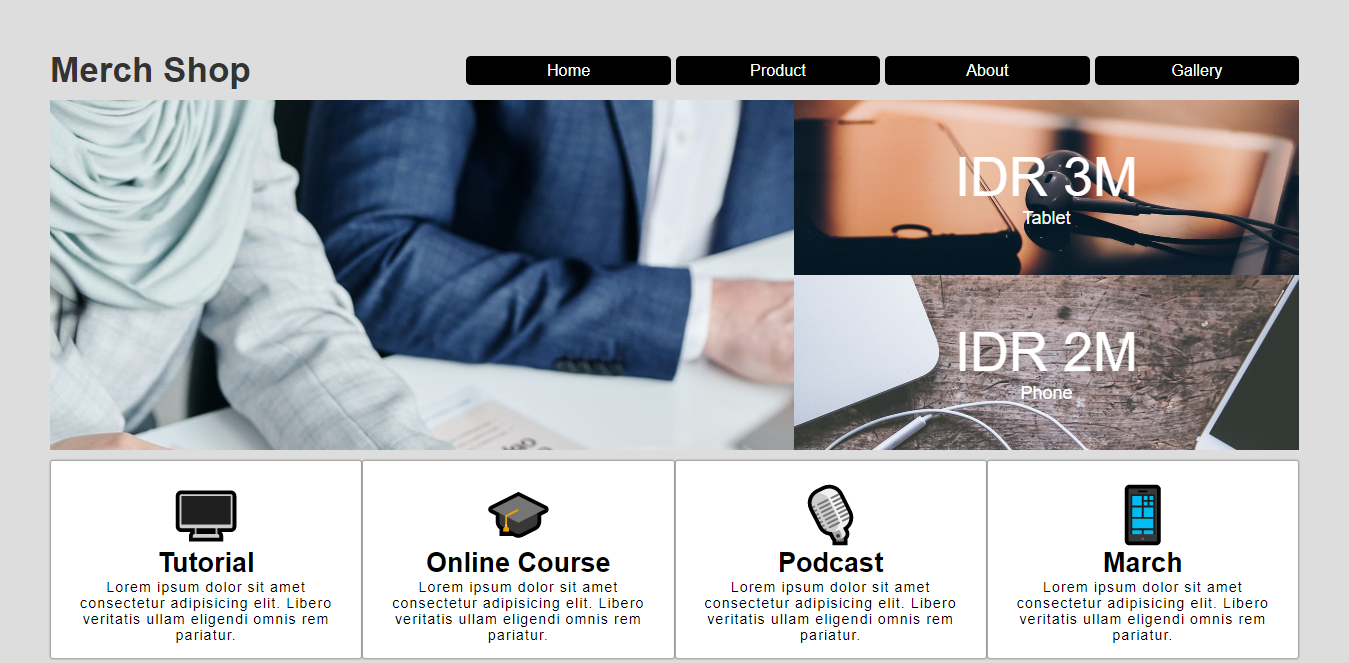 Merch Shop
Home
Product
About
Gallery
IDR 3M
Tablet
IDR 2M
Phone
Tutorial
Lorem ipsum dolor sit amet
consectetur adipisicing elit. Libero
veritatis ullam eligendi omnis rem
pariatur.
Online Course
Lorem ipsum dolor sit amet
consectetur adipisicing elit. Libero
veritatis ullam eligendi omnis rem
pariatur.
Podcast
Lorem ipsum dolor sit amet
consectetur adipisicing elit. Libero
veritatis ullam eligendi omnis rem
pariatur.
March
Lorem ipsum dolor sit amet
consectetur adipisicing elit. Libero
veritatis ullam eligendi omnis rem
pariatur.